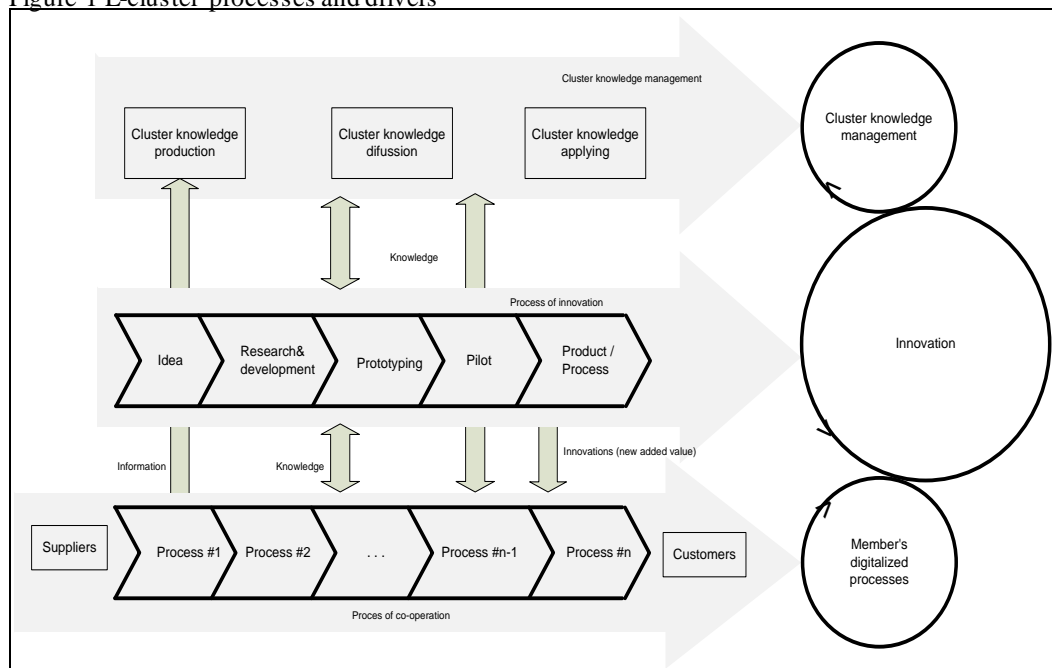 Figure 1 E-cluster processes and drivers
Cluster knowledge management
Cluster knowledge
production
Cluster knowledge
difussion
Cluster knowledge
applying
Cluster knowledge
management
Knowledge
Process of innovation
Idea
Research&
development
Prototyping
Pilot
Product /
Process
Innovation
Information
Knowledge
Innovations (new added value)
Suppliers
Process #1
Process #2
. . .
Process #n-1
Process #n
Customers
Member's
digitalized
processes
Proces of co-operation